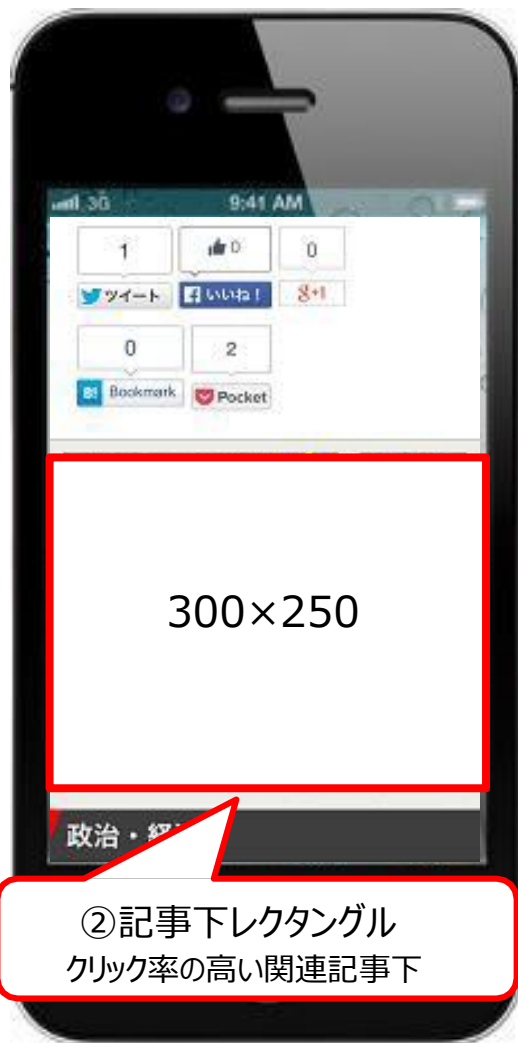 3G 9:41 AM
1 0 0
ツイート いいね! g+1
0 2
B! Bookmark Pocket
300×250
政治・経
②記事下レクタングル
クリック率の高い関連記事下